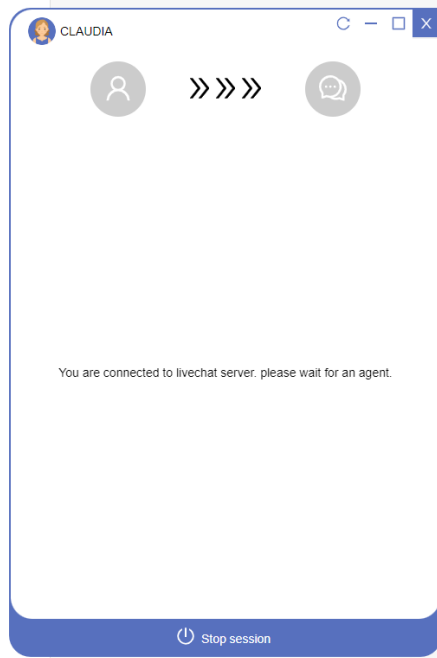 CLAUDIA
You are connected to livechat server. please wait for an agent.
Stop session